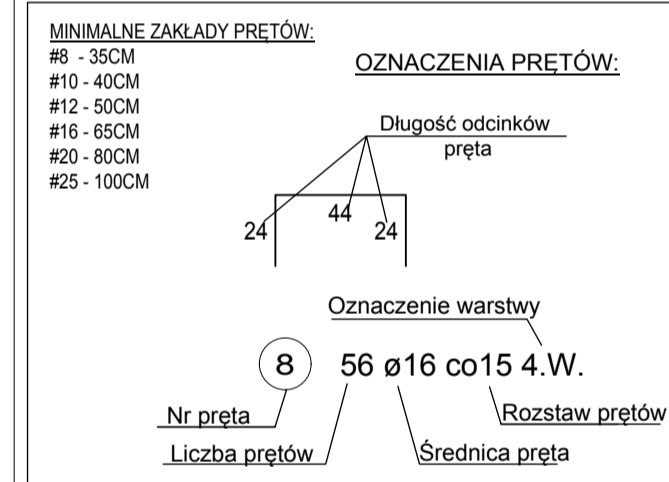 MINIMALNE ZAKŁADY PRĘTÓW:
#8 - 35CM
#10 - 40CM
#12 - 50CM
#16 - 65CM
#20 - 80CM
#25 - 100CM
OZNACZENIA PRĘTÓW:
Długość odcinków
pręta
24
44
24
Oznaczenie warstwy
8 56 ø16 co15 4.W.
Nr pręta
Rozstaw prętów
Liczba prętów
Średnica pręta